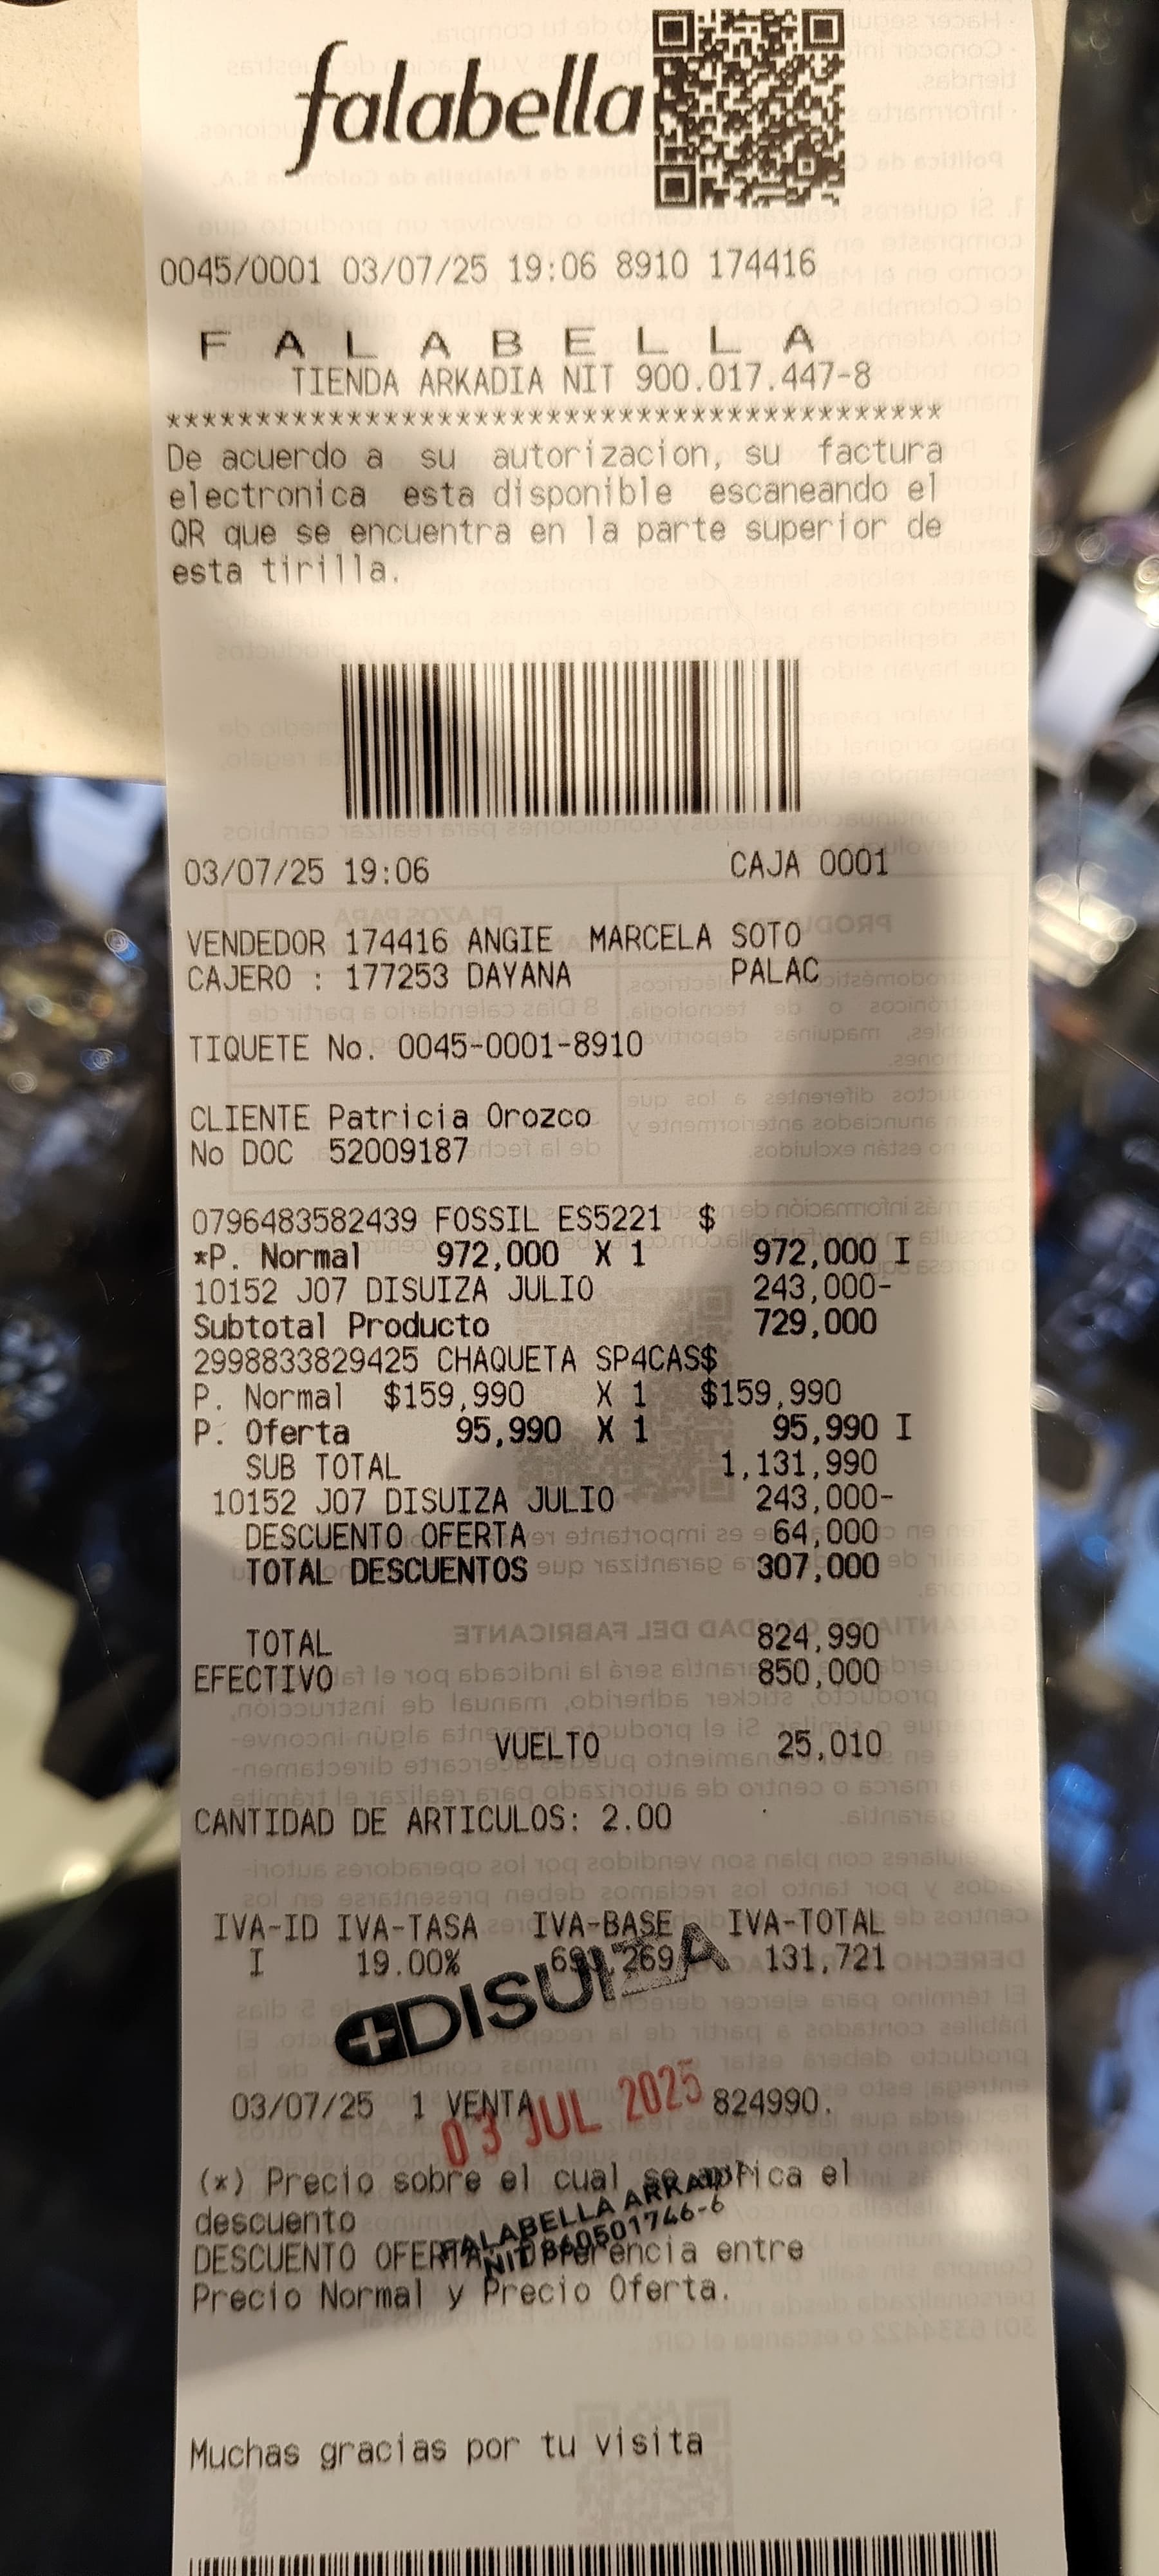 falabella
0045/0001 03/07/25 19:06 8910 174416
F A L A B E L L A
TIENDA ARKADIA NIT 900.017.447-8
******************************************
De acuerdo a su autorizacion, su factura
electronica esta disponible escaneando el
QR que se encuentra en la parte superior de
esta tirilla.
03/07/25 19:06 CAJA 0001
VENDEDOR 174416 ANGIE MARCELA SOTO
CAJERO : 177253 DAYANA PALAC
TIQUETE No. 0045-0001-8910
CLIENTE Patricia Orozco
No DOC 52009187
0796483582439 FOSSIL ES5221 $
*P. Normal 972,000 X 1 972,000 I
10152 J07 DISUIZA JULIO 243,000-
Subtotal Producto 729,000
2998833829425 CHAQUETA SP4CAS$
P. Normal $159,990 X 1 $159,990
P. Oferta 95,990 X 1 95,990 I
SUB TOTAL 1,131,990
10152 J07 DISUIZA JULIO 243,000-
DESCUENTO OFERTA 64,000
TOTAL DESCUENTOS 307,000
TOTAL 824,990
EFECTIVO 850,000
VUELTO 25,010
CANTIDAD DE ARTICULOS: 2.00
IVA-ID IVA-TASA IVA-BASE IVA-TOTAL
I 19.00% 131,721
DISUIZA
03/07/25 1 VENTA 824990.
03 JUL 2025
(*) Precio sobre el cual se aplica el
descuento
FALABELLA ARKADIA
NIT 860501746-6
DESCUENTO OFERTA: Diferencia entre
Precio Normal y Precio Oferta.
Muchas gracias por tu visita